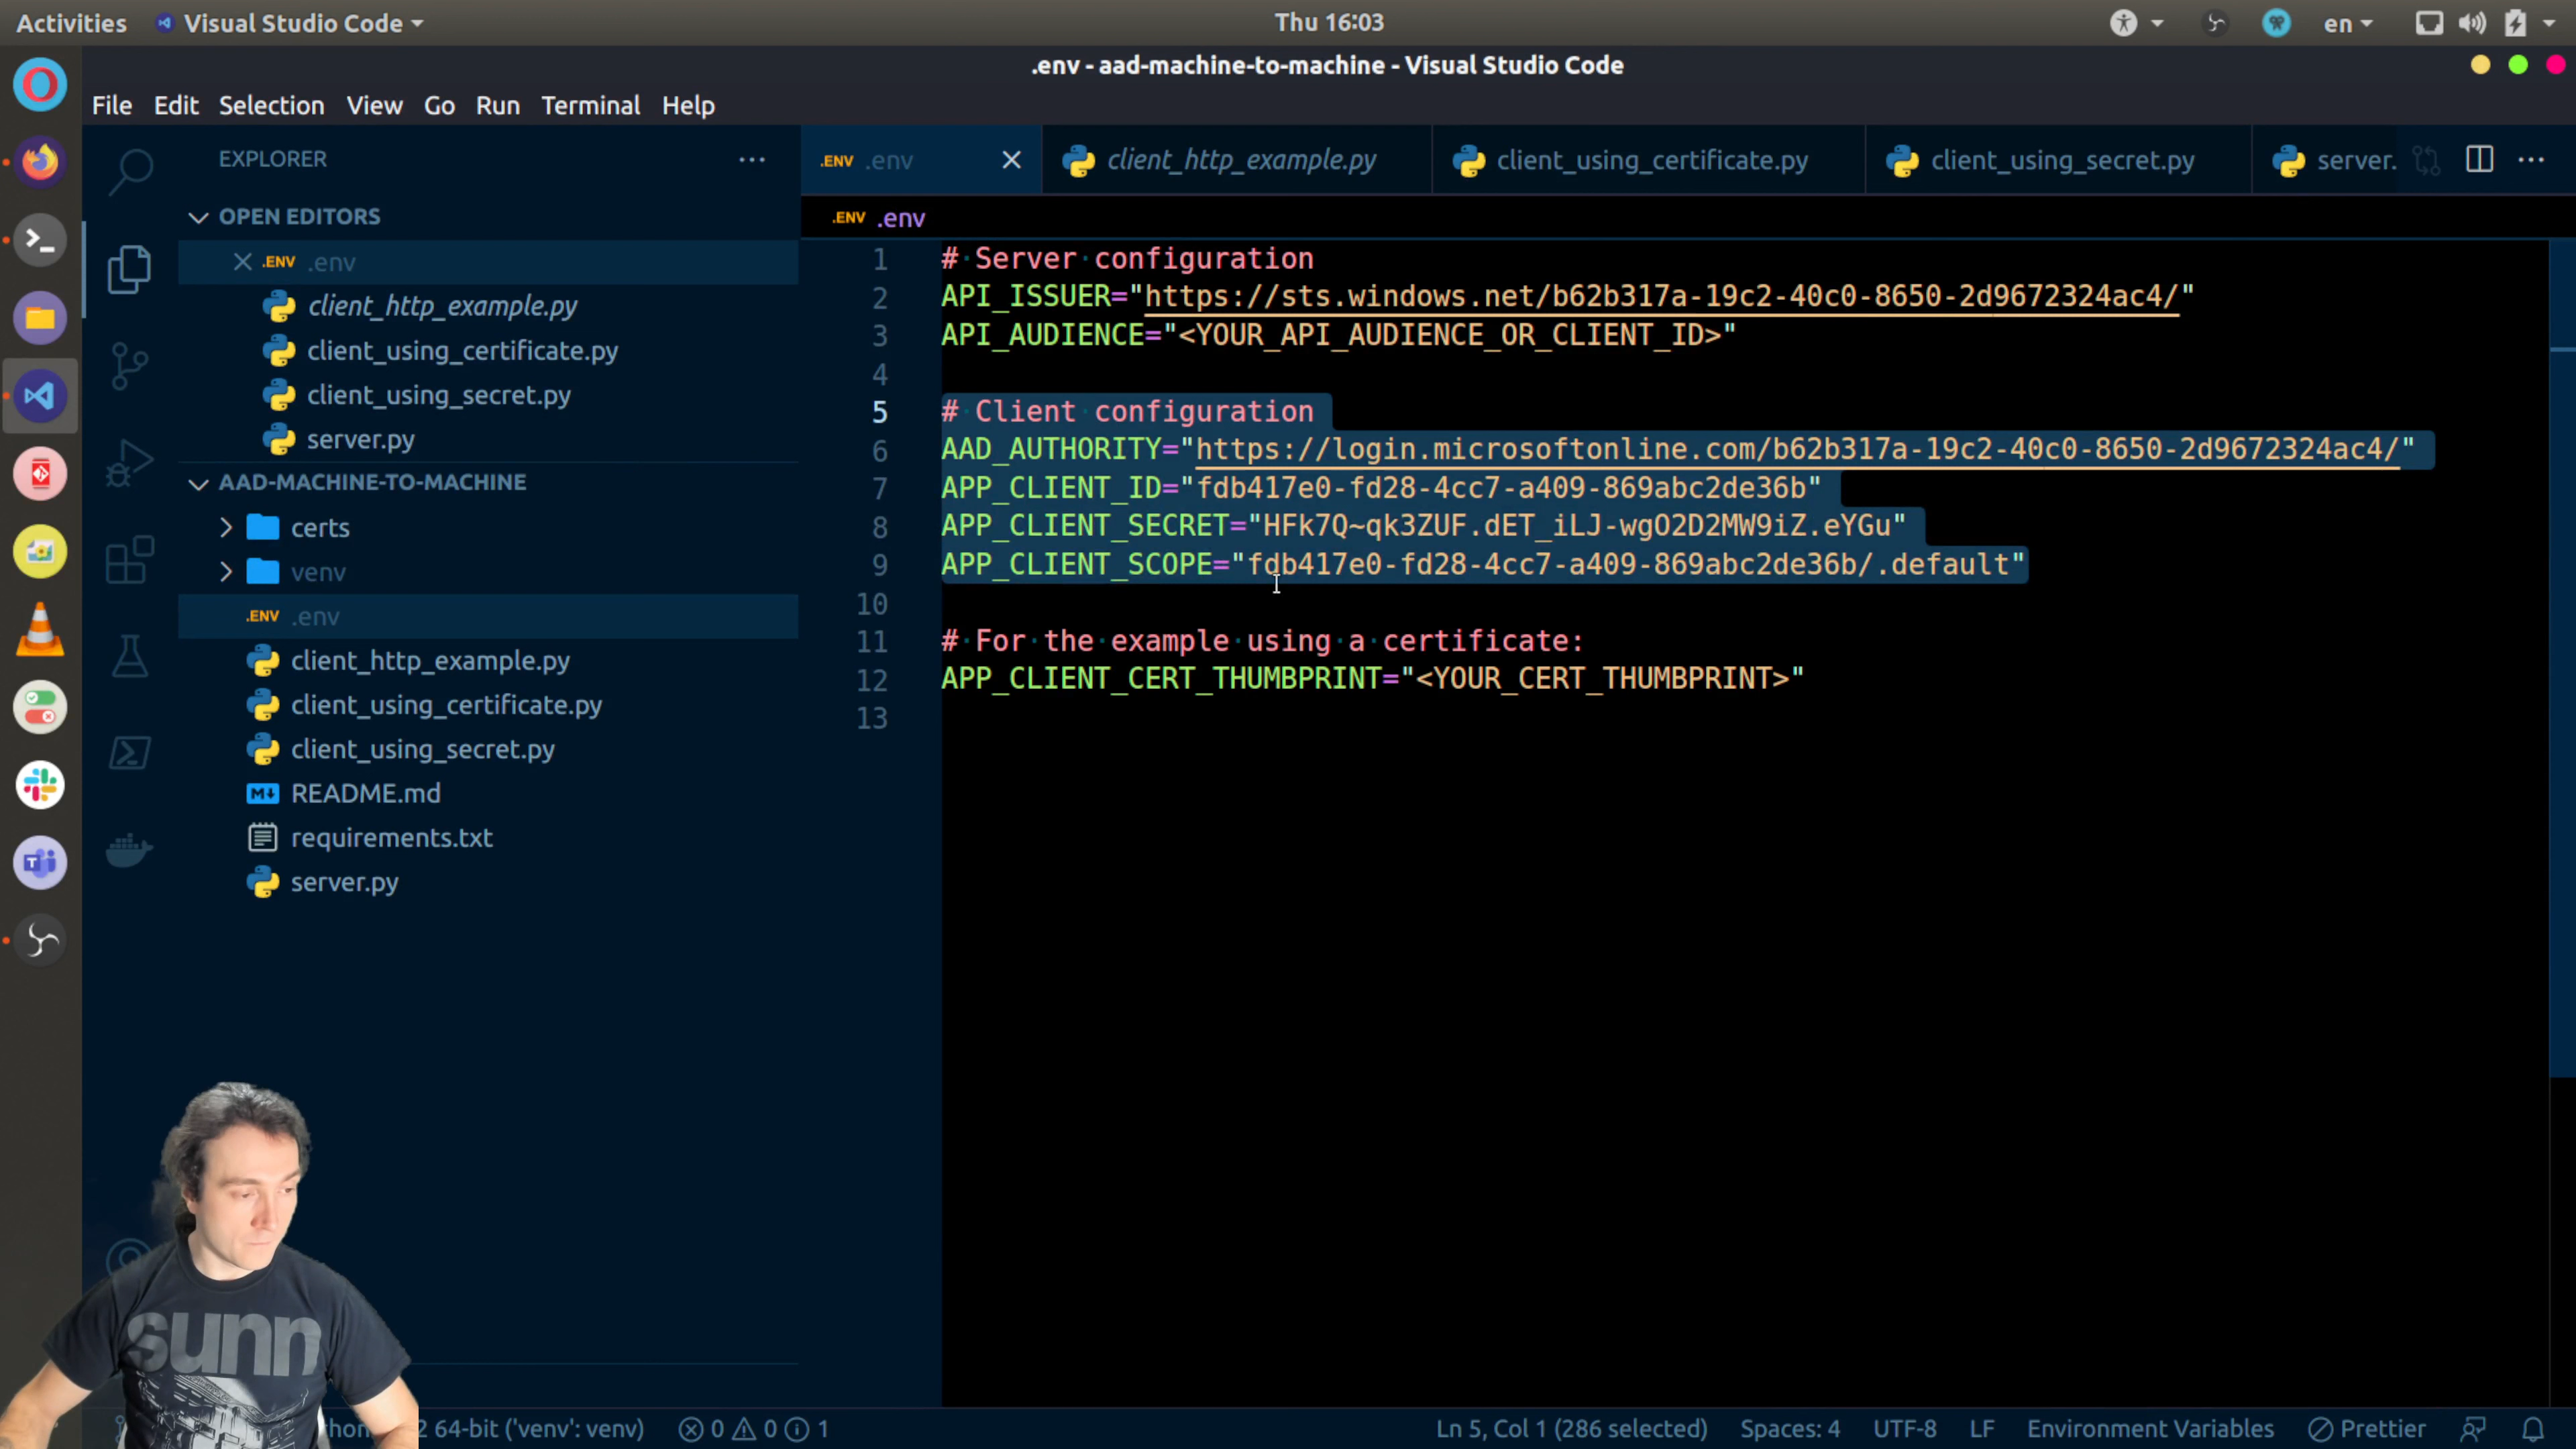 Activities Visual Studio Code Thu 16:03 en
.env - aad-machine-to-machine - Visual Studio Code
File Edit Selection View Go Run Terminal Help
EXPLORER
OPEN EDITORS
.ENV .env
client_http_example.py
client_using_certificate.py
client_using_secret.py
server.py
AAD-MACHINE-TO-MACHINE
certs
venv
.ENV .env
client_http_example.py
client_using_certificate.py
client_using_secret.py
README.md
requirements.txt
server.py
.ENV .env client_http_example.py client_using_certificate.py client_using_secret.py server.
.ENV .env
1 # Server configuration
2 API_ISSUER="https://sts.windows.net/b62b317a-19c2-40c0-8650-2d9672324ac4/"
3 API_AUDIENCE="<YOUR_API_AUDIENCE_OR_CLIENT_ID>"
4
5 # Client configuration
6 AAD_AUTHORITY="https://login.microsoftonline.com/b62b317a-19c2-40c0-8650-2d9672324ac4/"
7 APP_CLIENT_ID="fdb417e0-fd28-4cc7-a409-869abc2de36b"
8 APP_CLIENT_SECRET="HFk7Q~qk3ZUF.dET_iLJ-wgO2D2MW9iZ.eYGu"
9 APP_CLIENT_SCOPE="fdb417e0-fd28-4cc7-a409-869abc2de36b/.default"
10
11 # For the example using a certificate:
12 APP_CLIENT_CERT_THUMBPRINT="<YOUR_CERT_THUMBPRINT>"
13
sunn
2 64-bit ('venv': venv) 0 0 1 Ln 5, Col 1 (286 selected) Spaces: 4 UTF-8 LF Environment Variables Prettier